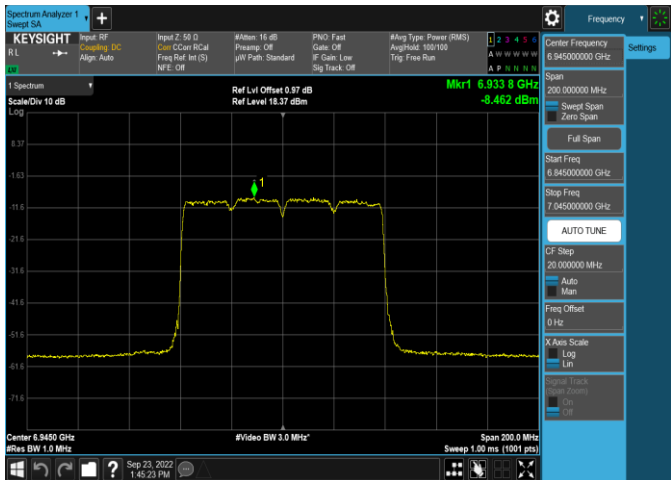 Spectrum Analyzer 1
Swept SA
+
Frequency
KEYSIGHT
RL
Input: RF
Coupling: DC
Align: Auto
Input Z: 50 Ω
Corr CCorr RCal
Freq Ref: Int (S)
NFE: Off
#Atten: 16 dB
Preamp: Off
µW Path: Standard
PNO: Fast
Gate: Off
IF Gain: Low
Sig Track: Off
#Avg Type: Power (RMS)
Avg|Hold: 100/100
Trig: Free Run
1 2 3 4 5 6
A W W W W W
A P N N N N
1 Spectrum
Scale/Div 10 dB
Log
Ref Lvl Offset 0.97 dB
Ref Level 18.37 dBm
Mkr1 6.933 8 GHz
-8.462 dBm
8.37
-1.63
-11.6
-21.6
-31.6
-41.6
-51.6
-61.6
-71.6
1
Center 6.9450 GHz
#Res BW 1.0 MHz
#Video BW 3.0 MHz*
Span 200.0 MHz
Sweep 1.00 ms (1001 pts)
Center Frequency
6.945000000 GHz
Settings
Span
200.000000 MHz
Swept Span
Zero Span
Full Span
Start Freq
6.845000000 GHz
Stop Freq
7.045000000 GHz
AUTO TUNE
CF Step
20.000000 MHz
Auto
Man
Freq Offset
0 Hz
X Axis Scale
Log
Lin
Signal Track
(Span Zoom)
On
Off
?
Sep 23, 2022
1:45:23 PM